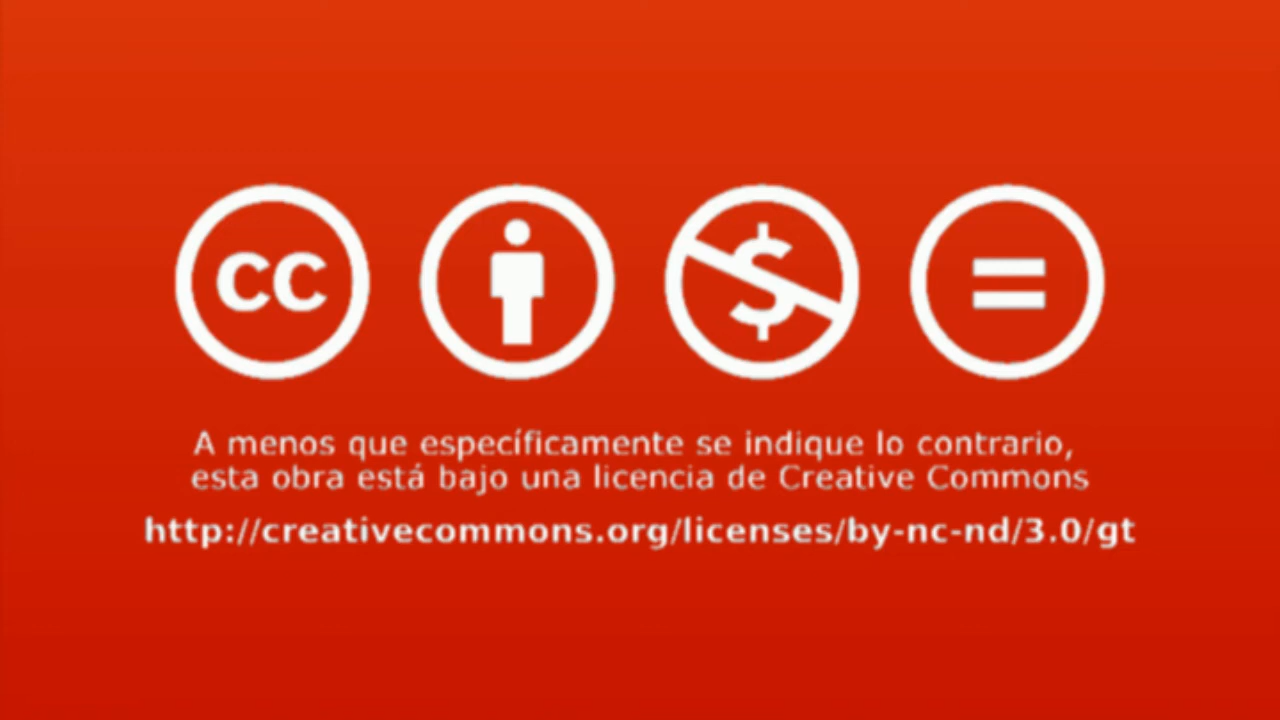 cc $ =
A menos que específicamente se indique lo contrario,
esta obra está bajo una licencia de Creative Commons
http://creativecommons.org/licenses/by-nc-nd/3.0/gt